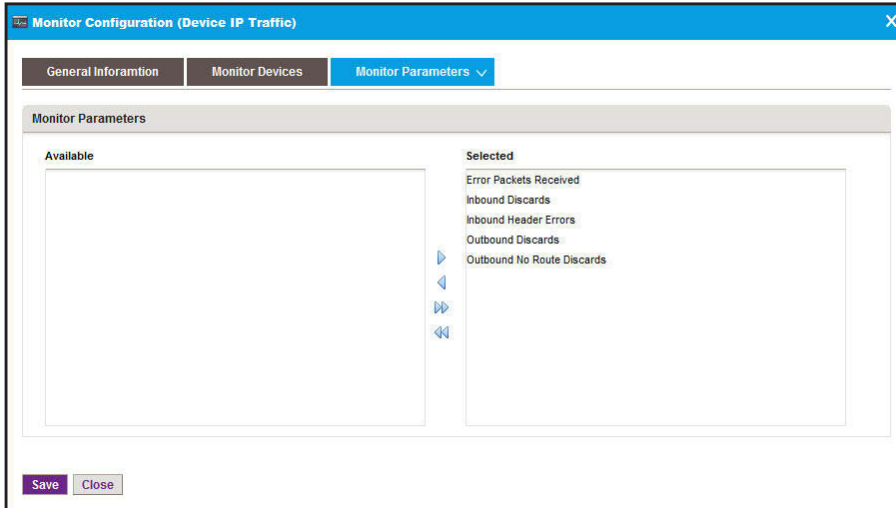 Monitor Configuration (Device IP Traffic)
General Inforamtion
Monitor Devices
Monitor Parameters
Monitor Parameters
Available
Selected
Error Packets Received
Inbound Discards
Inbound Header Errors
Outbound Discards
Outbound No Route Discards
Save
Close